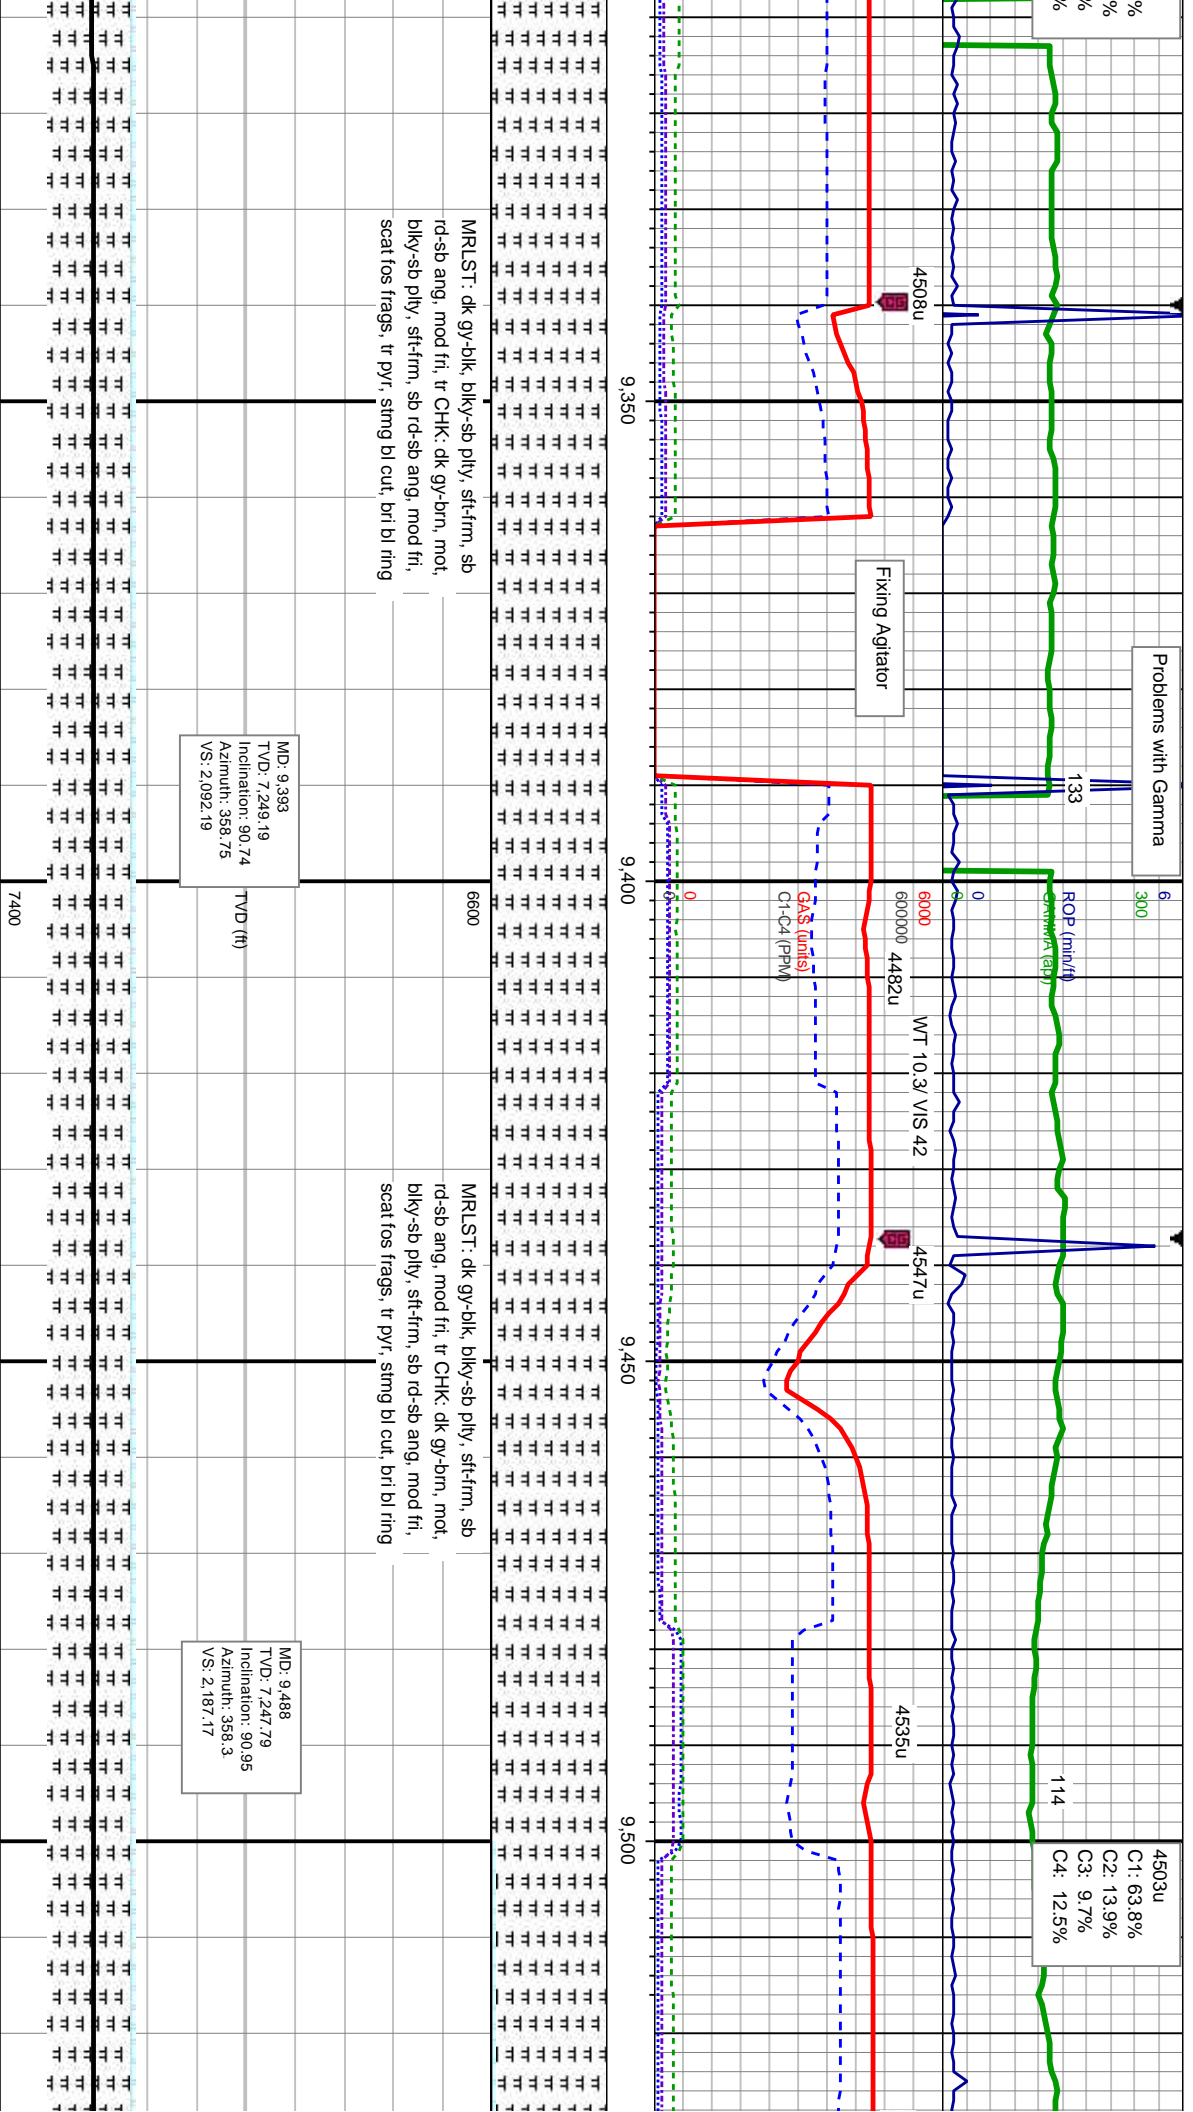 %
%
%
%
Problems with Gamma
4508u
Fixing Agitator
133
9,350
MRLST: dk gy-blk, blky-sb plty, sft-frm, sb
rd-sb ang, mod fri, tr CHK: dk gy-brn, mot,
blky-sb plty, sft-frm, sb rd-sb ang, mod fri,
scat fos frags, tr pyr, stmg bl cut, bri bl ring
MD: 9,393
TVD: 7,249.19
Inclination: 90.74
Azimuth: 358.75
VS: 2,092.19
6
300
ROP (min/ft)
GAMMA (api)
0
0
6000
600000
GAS (units)
C1-C4 (PPM)
0
0
9,400
6600
TVD (ft)
7400
4482u
WT 10.3/ VIS 42
4547u
9,450
MRLST: dk gy-blk, blky-sb plty, sft-frm, sb
rd-sb ang, mod fri, tr CHK: dk gy-brn, mot,
blky-sb plty, sft-frm, sb rd-sb ang, mod fri,
scat fos frags, tr pyr, stmg bl cut, bri bl ring
MD: 9,488
TVD: 7,247.79
Inclination: 90.95
Azimuth: 358.3
VS: 2,187.17
4535u
114
9,500
4503u
C1: 63.8%
C2: 13.9%
C3: 9.7%
C4: 12.5%